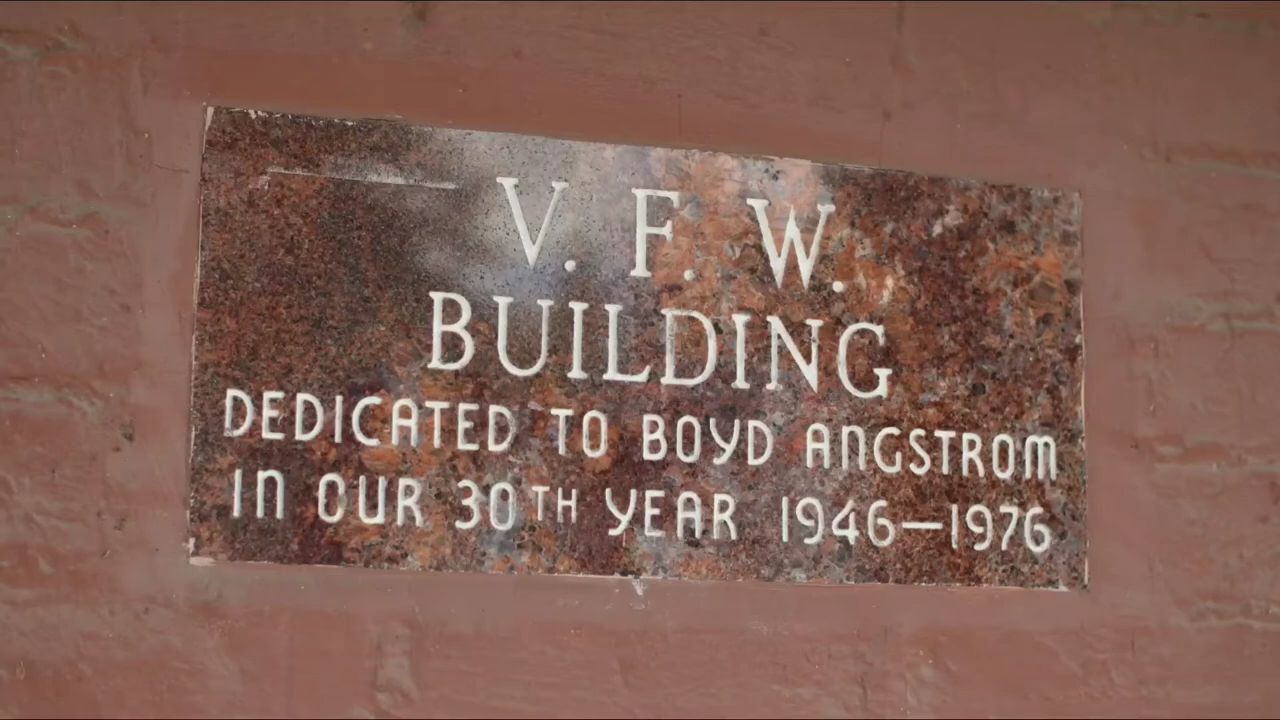 V. F. W.
BUILDING
DEDICATED TO BOYD ANGSTROM
IN OUR 30TH YEAR 1946–1976